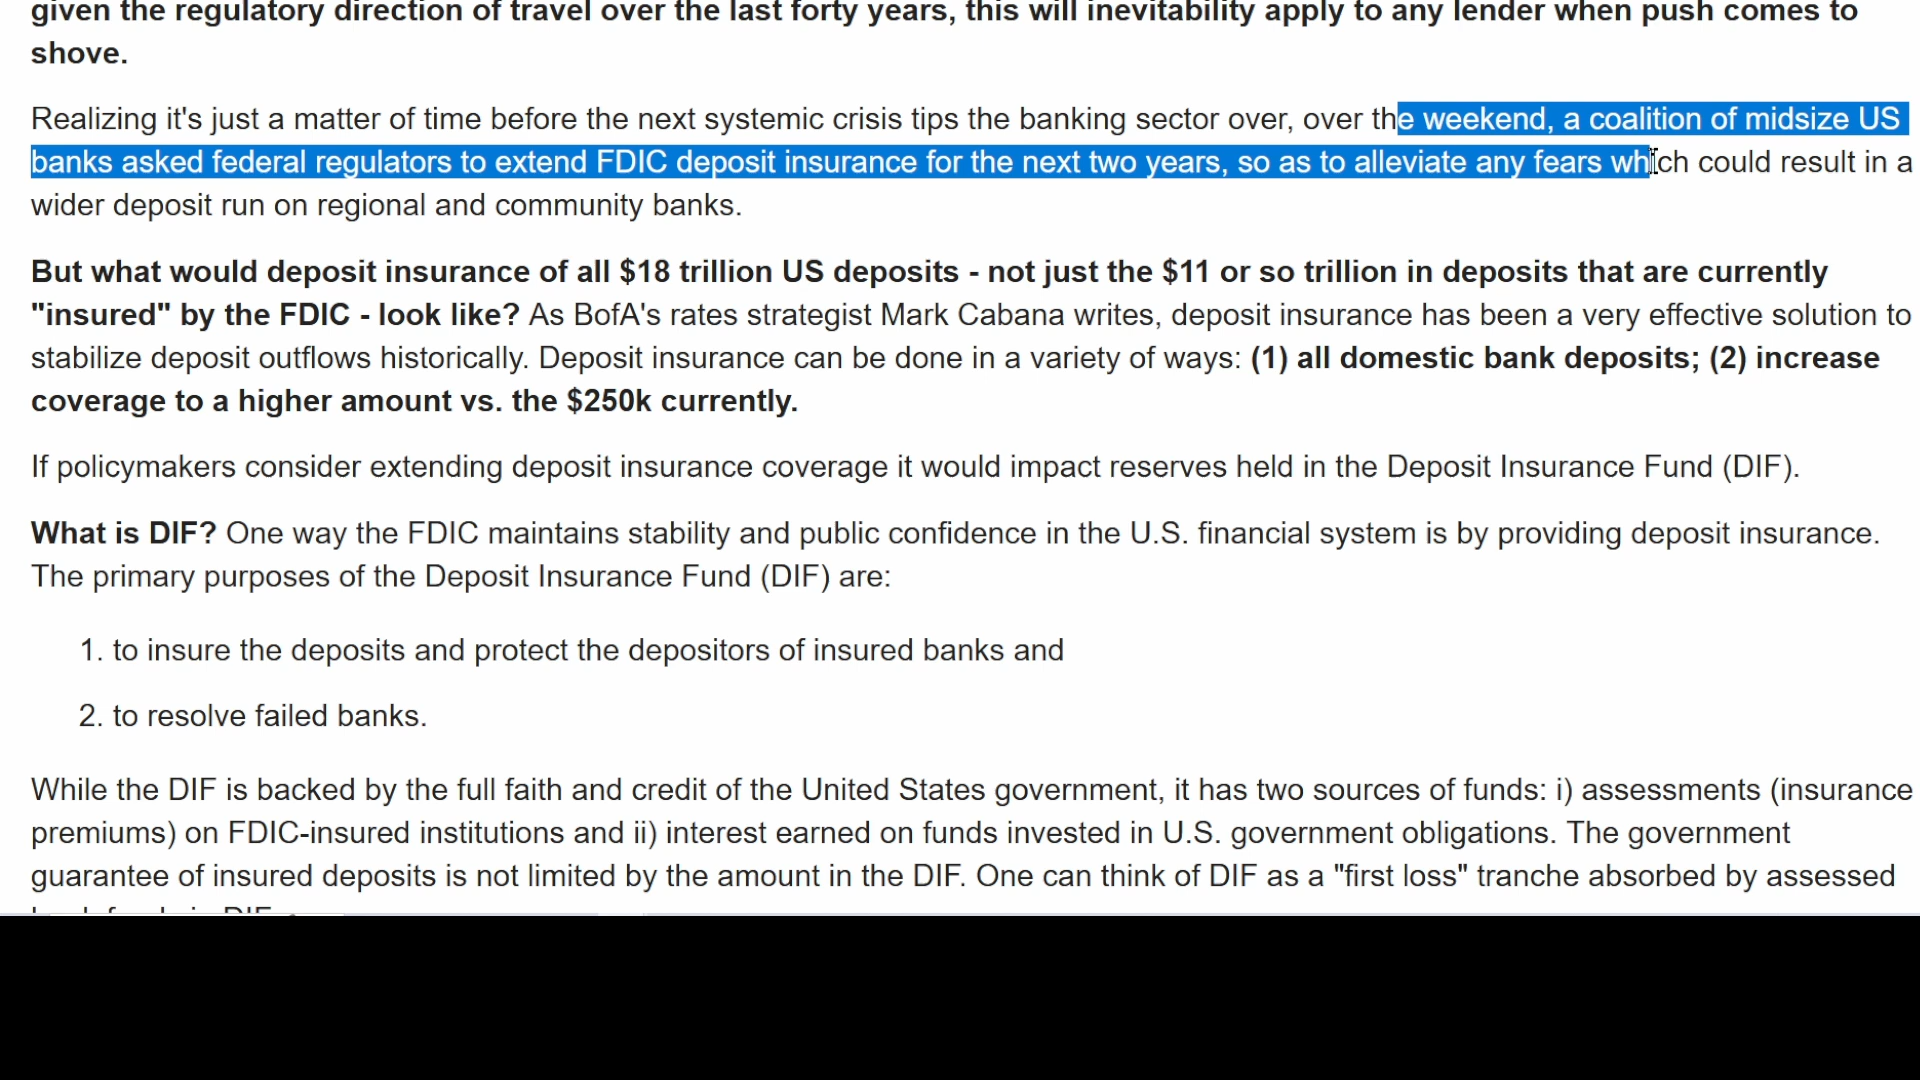 given the regulatory direction of travel over the last forty years, this will inevitability apply to any lender when push comes to
shove.
Realizing it's just a matter of time before the next systemic crisis tips the banking sector over, over the weekend, a coalition of midsize US
banks asked federal regulators to extend FDIC deposit insurance for the next two years, so as to alleviate any fears which could result in a
wider deposit run on regional and community banks.
But what would deposit insurance of all $18 trillion US deposits - not just the $11 or so trillion in deposits that are currently
"insured" by the FDIC - look like? As BofA's rates strategist Mark Cabana writes, deposit insurance has been a very effective solution to
stabilize deposit outflows historically. Deposit insurance can be done in a variety of ways: (1) all domestic bank deposits; (2) increase
coverage to a higher amount vs. the $250k currently.
If policymakers consider extending deposit insurance coverage it would impact reserves held in the Deposit Insurance Fund (DIF).
What is DIF? One way the FDIC maintains stability and public confidence in the U.S. financial system is by providing deposit insurance.
The primary purposes of the Deposit Insurance Fund (DIF) are:
1. to insure the deposits and protect the depositors of insured banks and
2. to resolve failed banks.
While the DIF is backed by the full faith and credit of the United States government, it has two sources of funds: i) assessments (insurance
premiums) on FDIC-insured institutions and ii) interest earned on funds invested in U.S. government obligations. The government
guarantee of insured deposits is not limited by the amount in the DIF. One can think of DIF as a "first loss" tranche absorbed by assessed